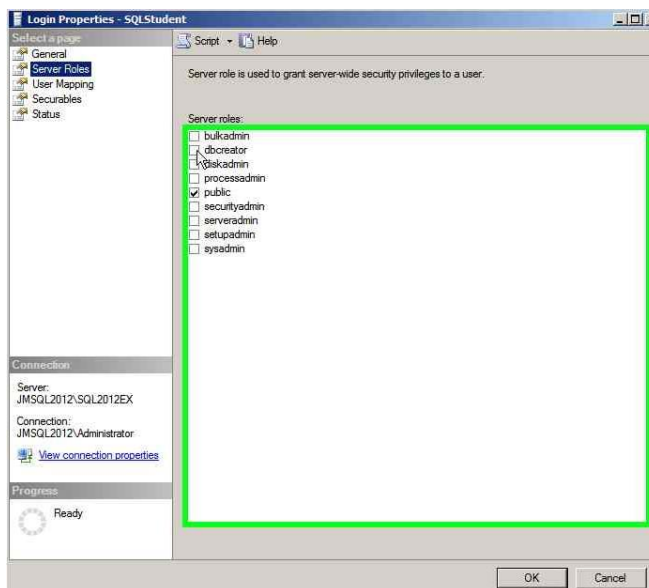 Login Properties - SQLStudent
Select a page
General
Server Roles
User Mapping
Securables
Status
Script
Help
Server role is used to grant server-wide security privileges to a user.
Server roles:
bulkadmin
dbcreator
diskadmin
processadmin
public
securityadmin
serveradmin
setupadmin
sysadmin
Connection
Server:
JMSQL2012\SQL2012EX
Connection:
JMSQL2012\Administrator
View connection properties
Progress
Ready
OK
Cancel